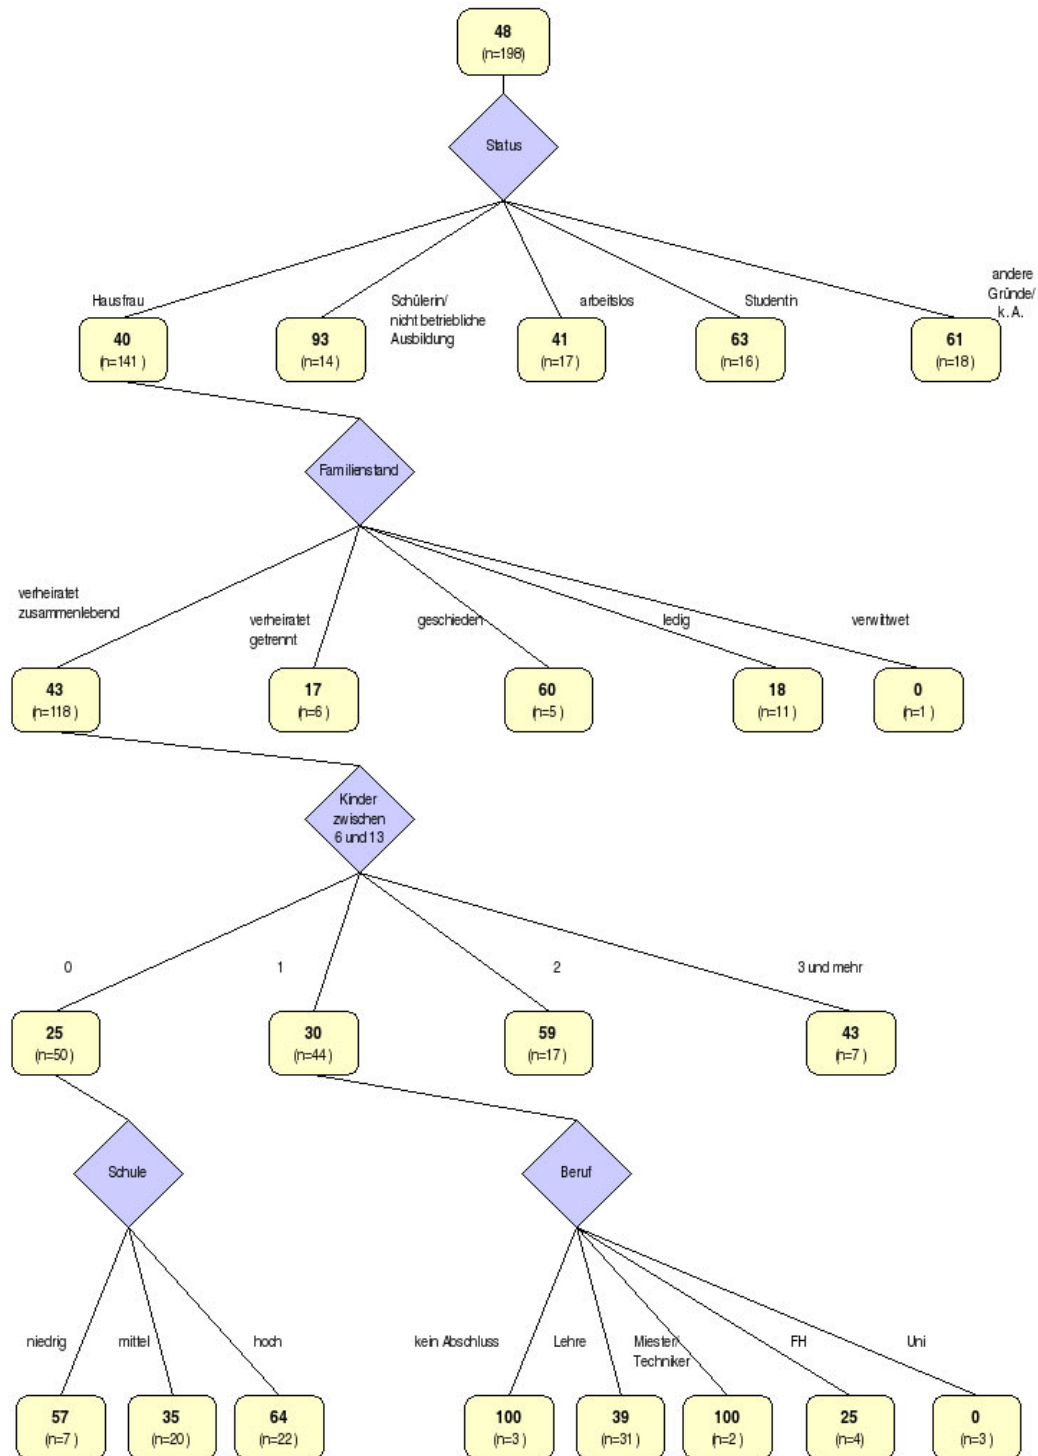 48
(n=198)
Status
Hausfrau
Schülerin/
nicht betriebliche
Ausbildung
arbeitslos
Studentin
andere
Gründe/
k. A.
40
(n=141 )
93
(n=14 )
41
(n=17 )
63
(n=16 )
61
(n=18 )
Familienstand
verheiratet
zusammenlebend
verheiratet
getrennt
geschieden
ledig
verwittwet
43
(n=118 )
17
(n=6 )
60
(n=5 )
18
(n=11 )
0
(n=1 )
Kinder
zwischen
6 und 13
0
1
2
3 und mehr
25
(n=50 )
30
(n=44 )
59
(n=17 )
43
(n=7 )
Schule
Beruf
niedrig
mittel
hoch
kein Abschluss
Lehre
Miester/
Techniker
FH
Uni
57
(n=7 )
35
(n=20 )
64
(n=22 )
100
(n=3 )
39
(n=31 )
100
(n=2 )
25
(n=4)
0
(n=3 )